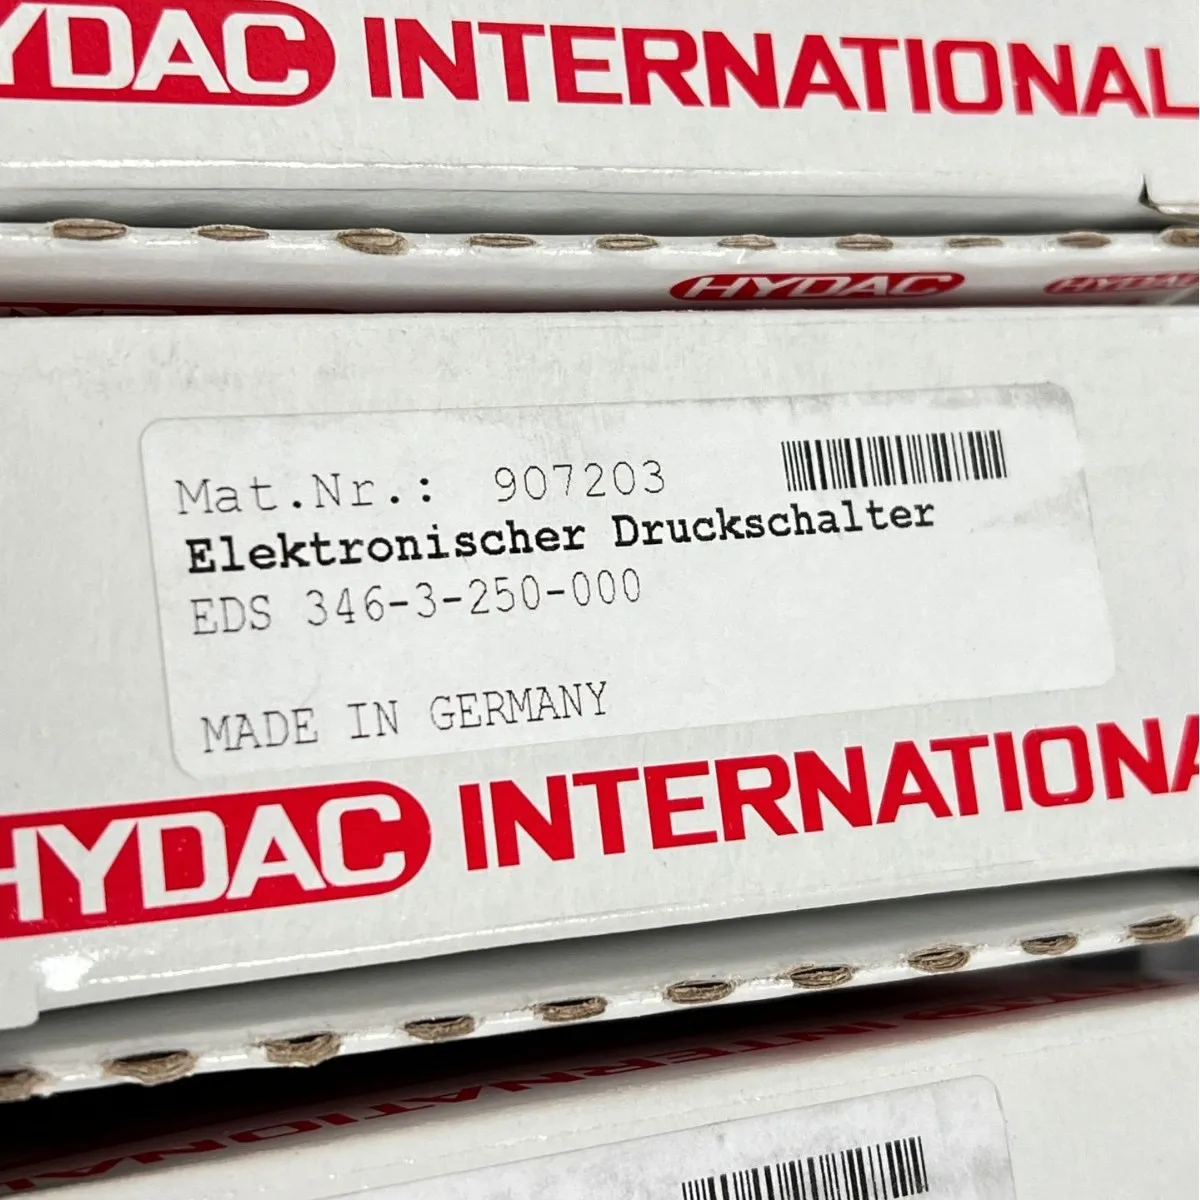 HYDAC INTERNATIONAL
HYDAC HYDAC
Mat.Nr.: 907203
Elektronischer Druckschalter
EDS 346-3-250-000
MADE IN GERMANY
HYDAC INTERNATIONA
INTERNATIONAL